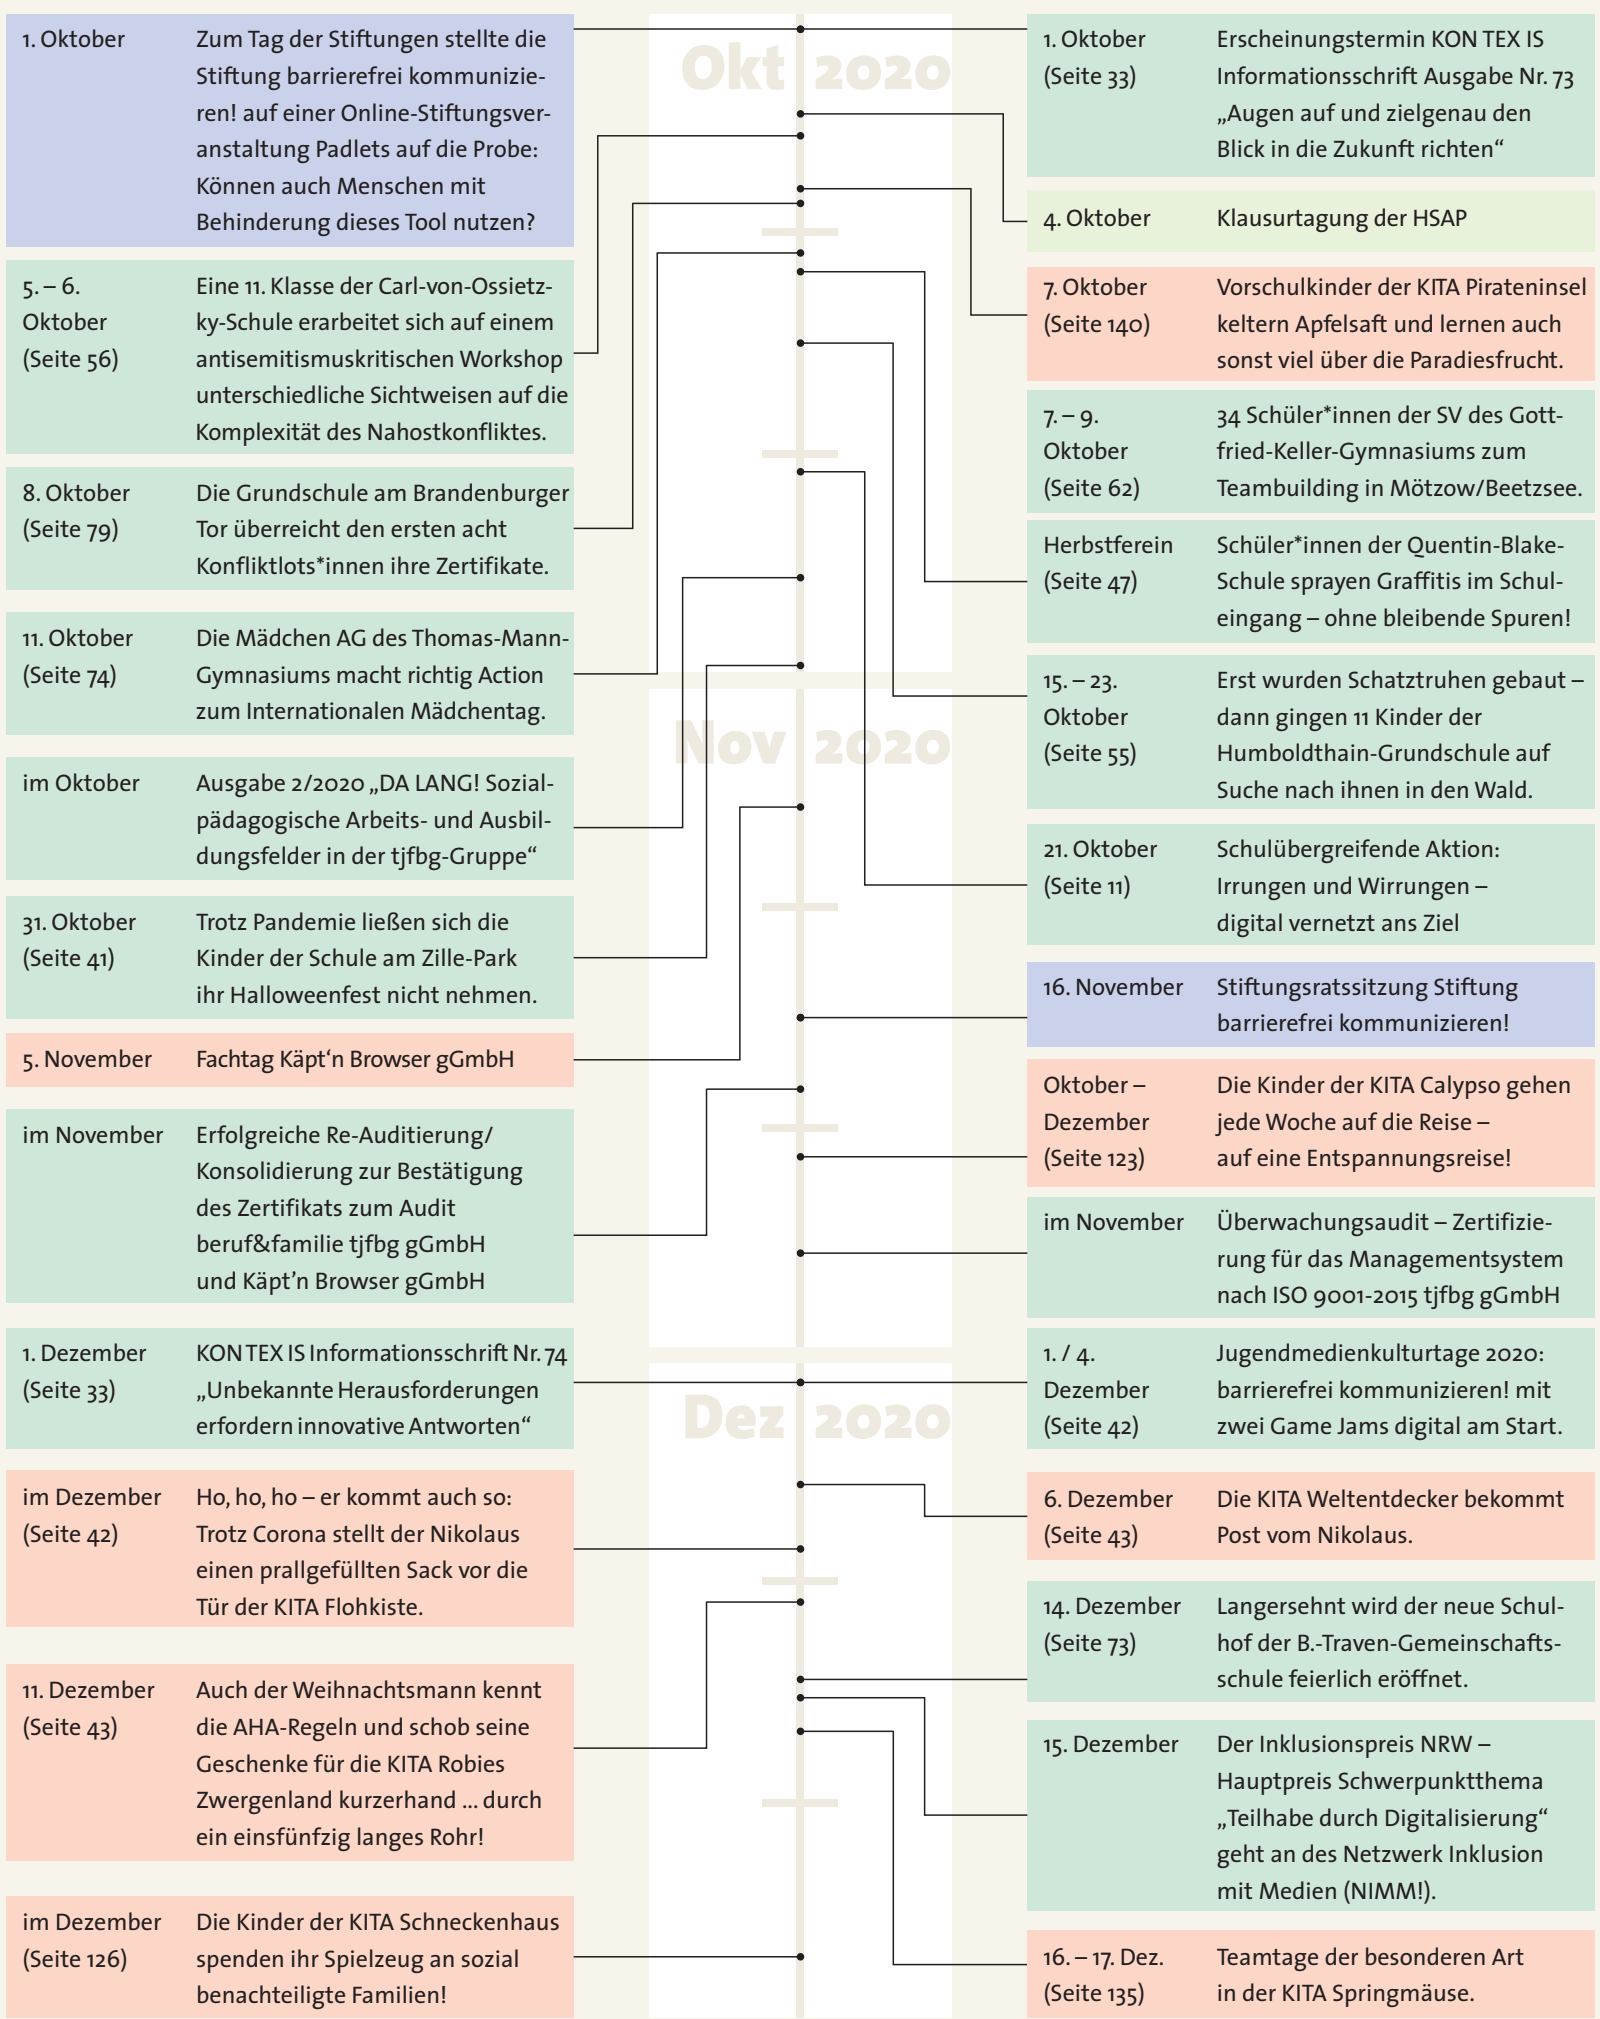 1. Oktober
Zum Tag der Stiftungen stellte die
Stiftung barrierefrei kommunizie-
ren! auf einer Online-Stiftungsver-
anstaltung Padlets auf die Probe:
Können auch Menschen mit
Behinderung dieses Tool nutzen?
5. – 6.
Oktober
(Seite 56)
Eine 11. Klasse der Carl-von-Ossietz-
ky-Schule erarbeitet sich auf einem
antisemitismuskritischen Workshop
unterschiedliche Sichtweisen auf die
Komplexität des Nahostkonfliktes.
8. Oktober
(Seite 79)
Die Grundschule am Brandenburger
Tor überreicht den ersten acht
Konfliktlots*innen ihre Zertifikate.
11. Oktober
(Seite 74)
Die Mädchen AG des Thomas-Mann-
Gymnasiums macht richtig Action
zum Internationalen Mädchentag.
im Oktober
Ausgabe 2/2020 „DA LANG! Sozial-
pädagogische Arbeits- und Ausbil-
dungsfelder in der tjfbg-Gruppe“
31. Oktober
(Seite 41)
Trotz Pandemie ließen sich die
Kinder der Schule am Zille-Park
ihr Halloweenfest nicht nehmen.
5. November
Fachtag Käpt‘n Browser gGmbH
im November
Erfolgreiche Re-Auditierung/
Konsolidierung zur Bestätigung
des Zertifikats zum Audit
beruf&familie tjfbg gGmbH
und Käpt’n Browser gGmbH
1. Dezember
(Seite 33)
KON TEX IS Informationsschrift Nr. 74
„Unbekannte Herausforderungen
erfordern innovative Antworten“
im Dezember
(Seite 42)
Ho, ho, ho – er kommt auch so:
Trotz Corona stellt der Nikolaus
einen prallgefüllten Sack vor die
Tür der KITA Flohkiste.
11. Dezember
(Seite 43)
Auch der Weihnachtsmann kennt
die AHA-Regeln und schob seine
Geschenke für die KITA Robies
Zwergenland kurzerhand ... durch
ein einsfünfzig langes Rohr!
im Dezember
(Seite 126)
Die Kinder der KITA Schneckenhaus
spenden ihr Spielzeug an sozial
benachteiligte Familien!
Okt 2020
Nov 2020
Dez 2020
1. Oktober
(Seite 33)
Erscheinungstermin KON TEX IS
Informationsschrift Ausgabe Nr. 73
„Augen auf und zielgenau den
Blick in die Zukunft richten“
4. Oktober
Klausurtagung der HSAP
7. Oktober
(Seite 140)
Vorschulkinder der KITA Pirateninsel
keltern Apfelsaft und lernen auch
sonst viel über die Paradiesfrucht.
7. – 9.
Oktober
(Seite 62)
34 Schüler*innen der SV des Gott-
fried-Keller-Gymnasiums zum
Teambuilding in Mötzow/Beetzsee.
Herbstferein
(Seite 47)
Schüler*innen der Quentin-Blake-
Schule sprayen Graffitis im Schul-
eingang – ohne bleibende Spuren!
15. – 23.
Oktober
(Seite 55)
Erst wurden Schatztruhen gebaut –
dann gingen 11 Kinder der
Humboldthain-Grundschule auf
Suche nach ihnen in den Wald.
21. Oktober
(Seite 11)
Schulübergreifende Aktion:
Irrungen und Wirrungen –
digital vernetzt ans Ziel
16. November
Stiftungsratssitzung Stiftung
barrierefrei kommunizieren!
Oktober –
Dezember
(Seite 123)
Die Kinder der KITA Calypso gehen
jede Woche auf die Reise –
auf eine Entspannungsreise!
im November
Überwachungsaudit – Zertifizie-
rung für das Managementsystem
nach ISO 9001-2015 tjfbg gGmbH
1. / 4.
Dezember
(Seite 42)
Jugendmedienkulturtage 2020:
barrierefrei kommunizieren! mit
zwei Game Jams digital am Start.
6. Dezember
(Seite 43)
Die KITA Weltentdecker bekommt
Post vom Nikolaus.
14. Dezember
(Seite 73)
Langersehnt wird der neue Schul-
hof der B.-Traven-Gemeinschafts-
schule feierlich eröffnet.
15. Dezember
Der Inklusionspreis NRW –
Hauptpreis Schwerpunktthema
„Teilhabe durch Digitalisierung“
geht an des Netzwerk Inklusion
mit Medien (NIMM!).
16. – 17. Dez.
(Seite 135)
Teamtage der besonderen Art
in der KITA Springmäuse.